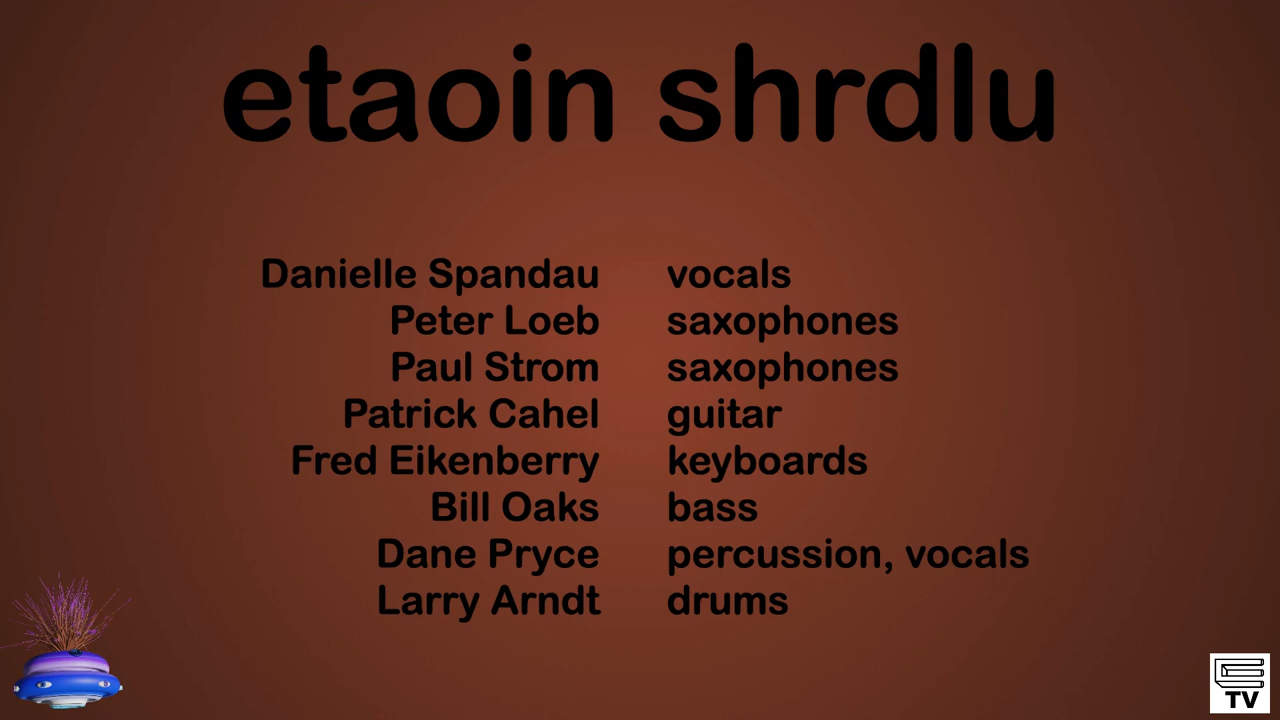 etaoin shrdlu
Danielle Spandau vocals
Peter Loeb saxophones
Paul Strom saxophones
Patrick Cahel guitar
Fred Eikenberry keyboards
Bill Oaks bass
Dane Pryce percussion, vocals
Larry Arndt drums
E
TV